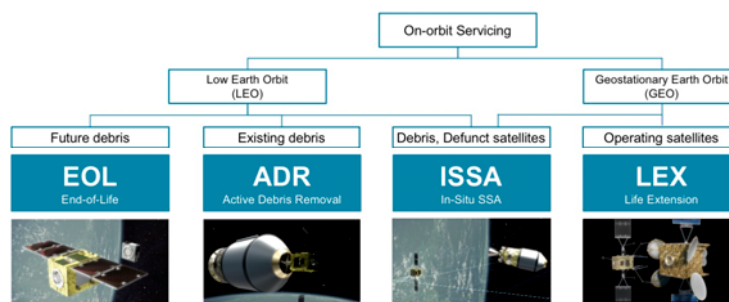 On-orbit Servicing
Low Earth Orbit
(LEO)
Geostationary Earth Orbit
(GEO)
Future debris
Existing debris
Debris, Defunct satellites
Operating satellites
EOL
End-of-Life
ADR
Active Debris Removal
ISSA
In-Situ SSA
LEX
Life Extension